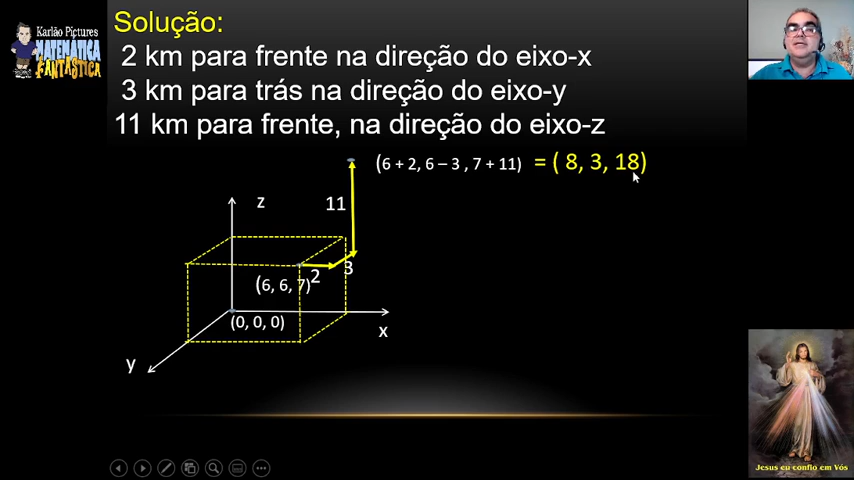 Karlão Pictures
MATEMÁTICA
FANTÁSTICA
Solução:
2 km para frente na direção do eixo-x
3 km para trás na direção do eixo-y
11 km para frente, na direção do eixo-z
(6 + 2, 6 – 3 , 7 + 11) = ( 8, 3, 18)
z
11
3
2
(6, 6, 7)
(0, 0, 0)
x
y
Jesus eu confio em Vós